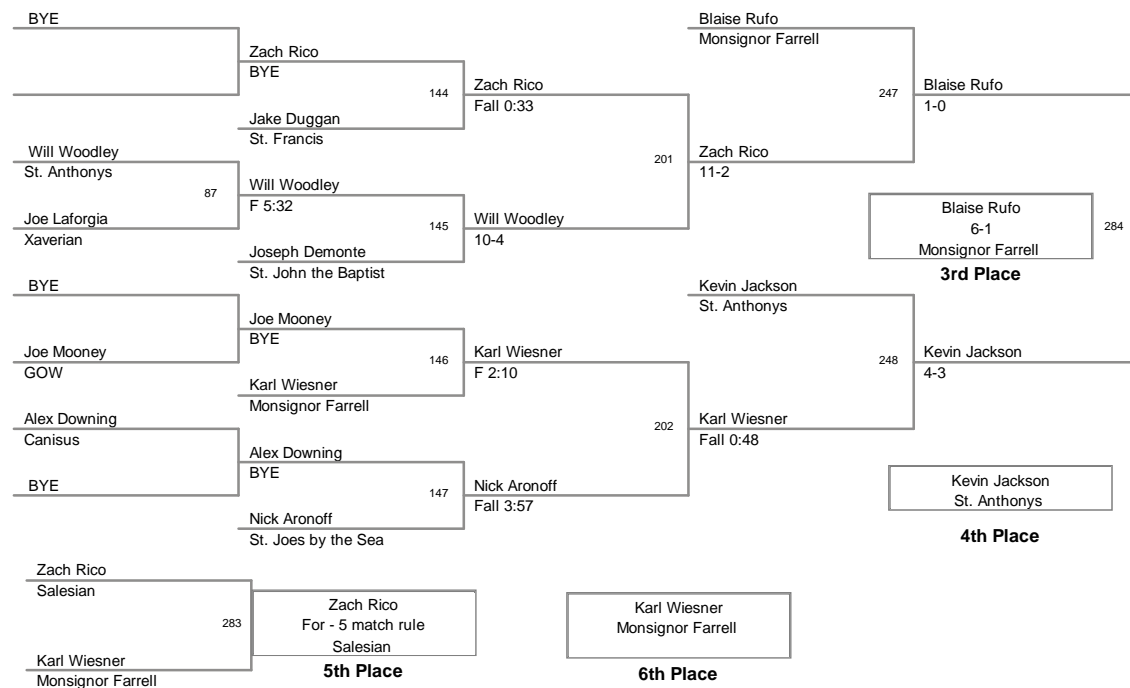 BYE
Zach Rico
BYE
144
Jake Duggan
St. Francis
Zach Rico
Fall 0:33
Will Woodley
St. Anthonys
87
Joe Laforgia
Xaverian
Will Woodley
F 5:32
145
Joseph Demonte
St. John the Baptist
Will Woodley
10-4
201
Zach Rico
11-2
Blaise Rufo
Monsignor Farrell
247
Blaise Rufo
1-0
Blaise Rufo
6-1
Monsignor Farrell
284
3rd Place
BYE
Joe Mooney
GOW
Joe Mooney
BYE
146
Karl Wiesner
Monsignor Farrell
Karl Wiesner
F 2:10
Alex Downing
Canisus
BYE
Alex Downing
BYE
147
Nick Aronoff
St. Joes by the Sea
Nick Aronoff
Fall 3:57
202
Karl Wiesner
Fall 0:48
Kevin Jackson
St. Anthonys
248
Kevin Jackson
4-3
Kevin Jackson
St. Anthonys
4th Place
Zach Rico
Salesian
283
Karl Wiesner
Monsignor Farrell
Zach Rico
For - 5 match rule
Salesian
5th Place
Karl Wiesner
Monsignor Farrell
6th Place